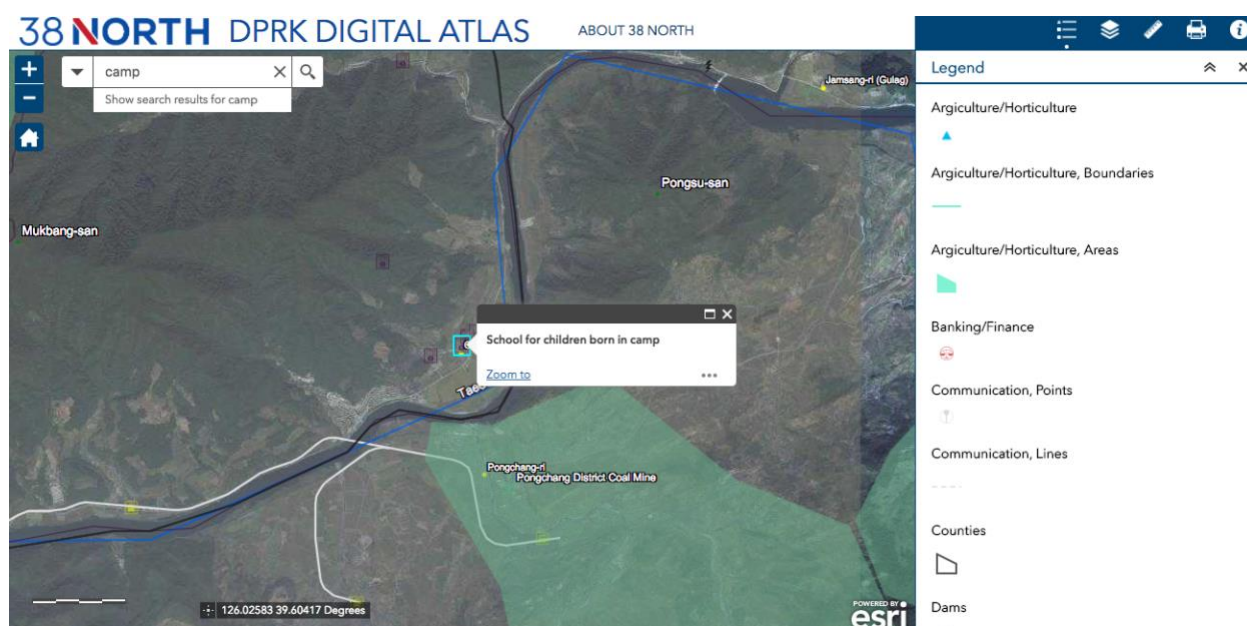 38 NORTH DPRK DIGITAL ATLAS
ABOUT 38 NORTH
camp
Show search results for camp
Jamsang-ri (Gulag)
Pongsu-san
Mukbang-san
School for children born in camp
Zoom to
Pongchang-ri
Pongchang District Coal Mine
126.02583 39.60417 Degrees
POWERED BY
esri
Legend
Argiculture/Horticulture
Argiculture/Horticulture, Boundaries
Argiculture/Horticulture, Areas
Banking/Finance
Communication, Points
Communication, Lines
Counties
Dams